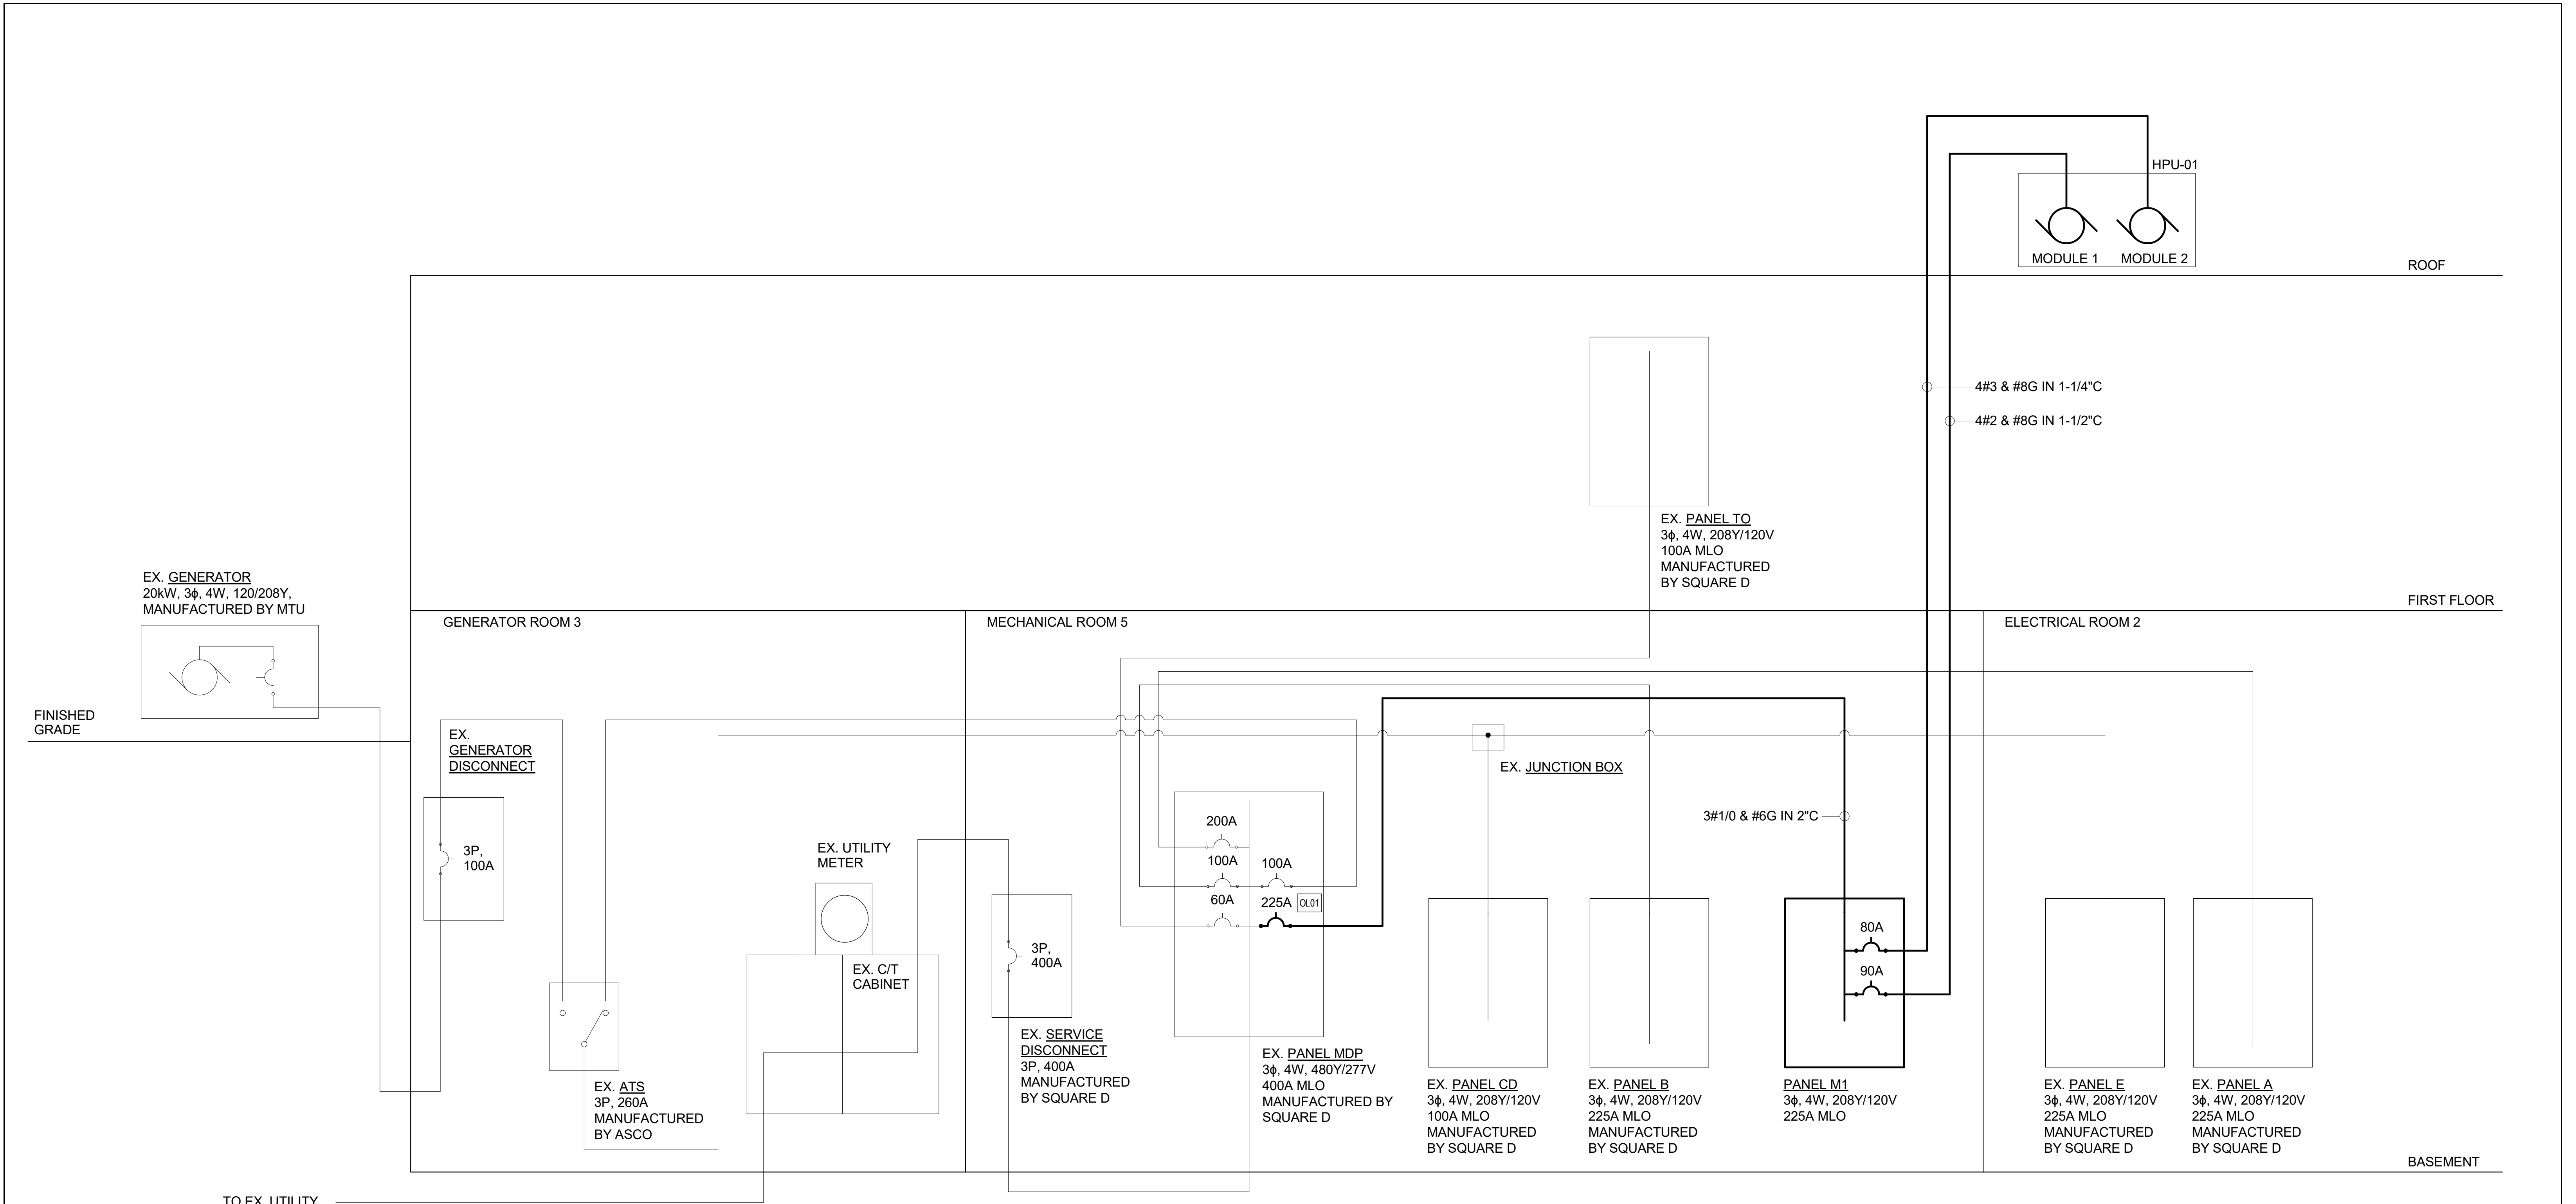 HPU-01
MODULE 1
MODULE 2
ROOF
4#3 & #8G IN 1-1/4"C
4#2 & #8G IN 1-1/2"C
EX. PANEL TO
3ϕ, 4W, 208Y/120V
100A MLO
MANUFACTURED
BY SQUARE D
EX. GENERATOR
20kW, 3ϕ, 4W, 120/208Y,
MANUFACTURED BY MTU
FIRST FLOOR
GENERATOR ROOM 3
MECHANICAL ROOM 5
ELECTRICAL ROOM 2
FINISHED
GRADE
EX.
GENERATOR
DISCONNECT
3P,
100A
EX. JUNCTION BOX
3#1/0 & #6G IN 2"C
EX. UTILITY
METER
EX. C/T
CABINET
200A
100A
100A
60A
225A
OL01
3P,
400A
80A
90A
EX. ATS
3P, 260A
MANUFACTURED
BY ASCO
EX. SERVICE
DISCONNECT
3P, 400A
MANUFACTURED
BY SQUARE D
EX. PANEL MDP
3ϕ, 4W, 480Y/277V
400A MLO
MANUFACTURED BY
SQUARE D
EX. PANEL CD
3ϕ, 4W, 208Y/120V
100A MLO
MANUFACTURED
BY SQUARE D
EX. PANEL B
3ϕ, 4W, 208Y/120V
225A MLO
MANUFACTURED
BY SQUARE D
PANEL M1
3ϕ, 4W, 208Y/120V
225A MLO
EX. PANEL E
3ϕ, 4W, 208Y/120V
225A MLO
MANUFACTURED
BY SQUARE D
EX. PANEL A
3ϕ, 4W, 208Y/120V
225A MLO
MANUFACTURED
BY SQUARE D
BASEMENT
TO EX. UTILITY